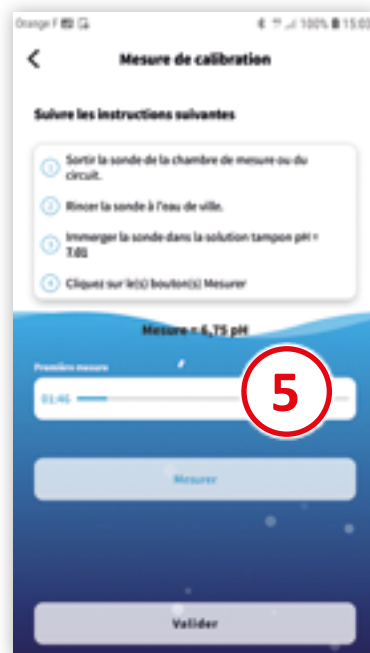 Orange F 100% 15:03
Mesure de calibration
Suivre les instructions suivantes
1 Sortir la sonde de la chambre de mesure ou du
circuit.
2 Rincer la sonde à l'eau de ville.
3 Immerger la sonde dans la solution tampon pH =
7.01
4 Cliquez sur le(s) bouton(s) Mesurer
Mesure = 6,75 pH
Première mesure
01:46
5
Mesurer
Valider